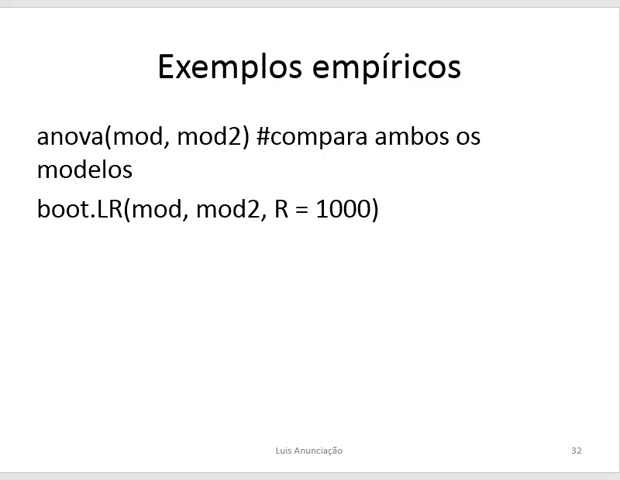 Exemplos empíricos
anova(mod, mod2) #compara ambos os
modelos
boot.LR(mod, mod2, R = 1000)
Luis Anunciação
32